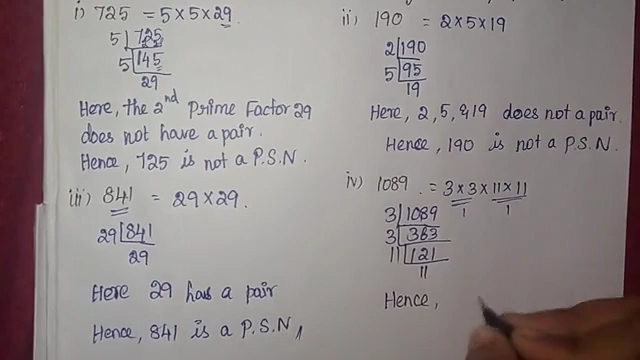 i) 725 = 5 × 5 × 29
5 | 725
5 | 145
29
Here, the 2nd Prime Factor 29
does not have a pair.
Hence, 725 is not a P.S.N.
ii) 190 = 2 × 5 × 19
2 | 190
5 | 95
19
Here, 2, 5, & 19 does not a pair.
Hence, 190 is not a P.S.N.
iii) 841 = 29 × 29.
29 | 841
29
Here 29 has a pair
Hence, 841 is a P.S.N,
iv) 1089. = 3 × 3 × 11 × 11
1 1
3 | 1089
3 | 363
11 | 121
11
Hence,